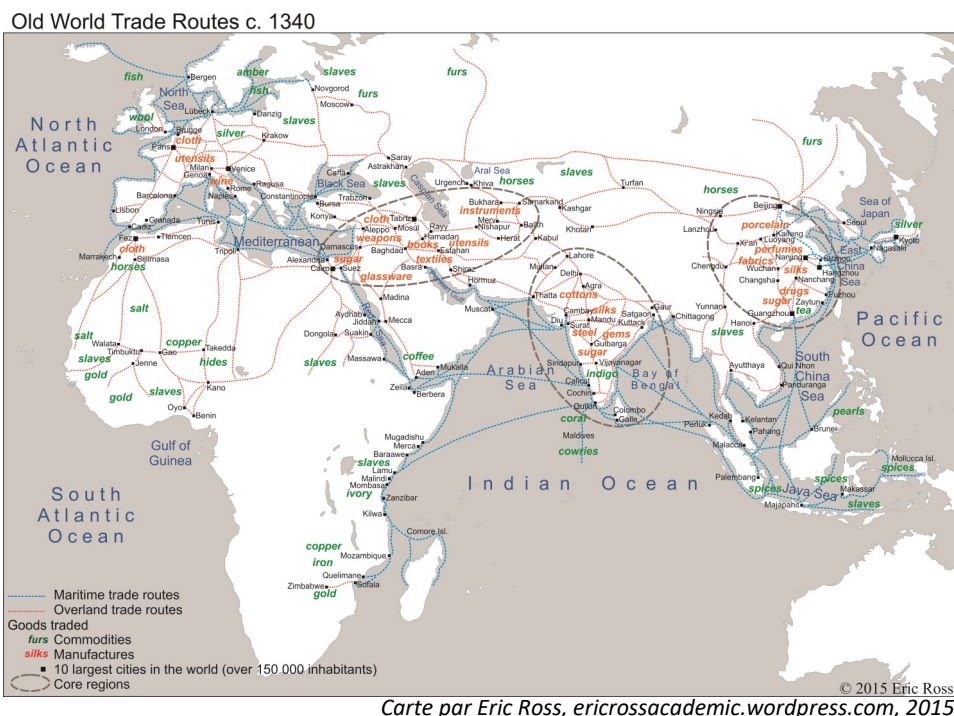 Old World Trade Routes c. 1340
fish
Bergen
amber
fish
slaves
Novgorod
furs
Moscow
furs
North
Sea
Lübeck
Danzig
slaves
wool
London
Brugge
silver
Krakow
North
Atlantic
Ocean
Paris
cloth
utensils
Milan
Genoa
Venice
wine
Rome
Naples
Ragusa
Barcelona
Lisbon
Granada
Cadiz
Constantinople
Caffa
Black Sea
Trabzon
Bursa
Konya
Saray
Astrakhan
slaves
Caspian Sea
Aral Sea
Urgench
Khiva
horses
slaves
Turfan
furs
horses
Beijing
Ningsia
Lanzhou
Seoul
Sea of
Japan
silver
Kyoto
Nagasaki
Fez
cloth
Tlemcen
Marrakech
Sijilmasa
horses
Tunis
Tripoli
Mediterranean
Alexandria
Cairo
Suez
cloth
Tabriz
Aleppo
Mosul
weapons
Damascus
Baghdad
sugar
glassware
Rayy
Hamadan
books
Esfahan
utensils
textiles
Basra
Shiraz
Hormuz
Bukhara
Samarkand
instruments
Merv
Nishapur
Balkh
Herat
Kabul
Kashgar
Khotan
Multan
Lahore
Delhi
Agra
Thatta
cottons
Cambay
silks
Diu
Surat
Mandu
Satgaon
Gaur
Kuttack
Chittagong
steel
gems
Gulbarga
sugar
Sindapur
Vijayanagar
indigo
Calicut
Cochin
Quilon
Colombo
Galle
coral
Maldives
cowries
porcelain
Kaifeng
Luoyang
Xi'an
perfumes
Nanjing
Suzhou
fabrics
Wuchan
Hangzhou
Chengdu
silks
Changsha
Nanchang
drugs
sugar
Zaytun
Fuzhou
Guangzhou
tea
East
China
Sea
Yunnan
slaves
Hanoi
Pacific
Ocean
South
China
Sea
Ayutthaya
Qui Nhon
Panduranga
pearls
Kedah
Kelantan
Perluk
Pahang
Malacca
Brunei
Mollucca Isl.
spices
Palembang
spices
spices
Java Sea
Makassar
Majapahit
slaves
salt
salt
Walata
slaves
Timbuktu
Gao
copper
Takedda
Jenne
hides
gold
gold
slaves
Kano
Oyo
Benin
Gulf of
Guinea
Madina
Aydhab
Jiddah
Mecca
Dongola
Suakin
Red Sea
Massawa
slaves
coffee
Mukalla
Aden
Zeila
Berbera
Persian Gulf
Muscat
Arabian
Sea
Bay of
Bengal
Mugadishu
Merca
Baraawe
slaves
Lamu
Malindi
Mombasa
ivory
Zanzibar
Kilwa
Indian Ocean
South
Atlantic
Ocean
Comore Isl.
copper
iron
Mozambique
Quelimane
Zimbabwe
Sofala
gold
Maritime trade routes
Overland trade routes
Goods traded
furs Commodities
silks Manufactures
10 largest cities in the world (over 150 000 inhabitants)
Core regions
© 2015 Eric Ross
Carte par Eric Ross, ericrossacademic.wordpress.com, 2015